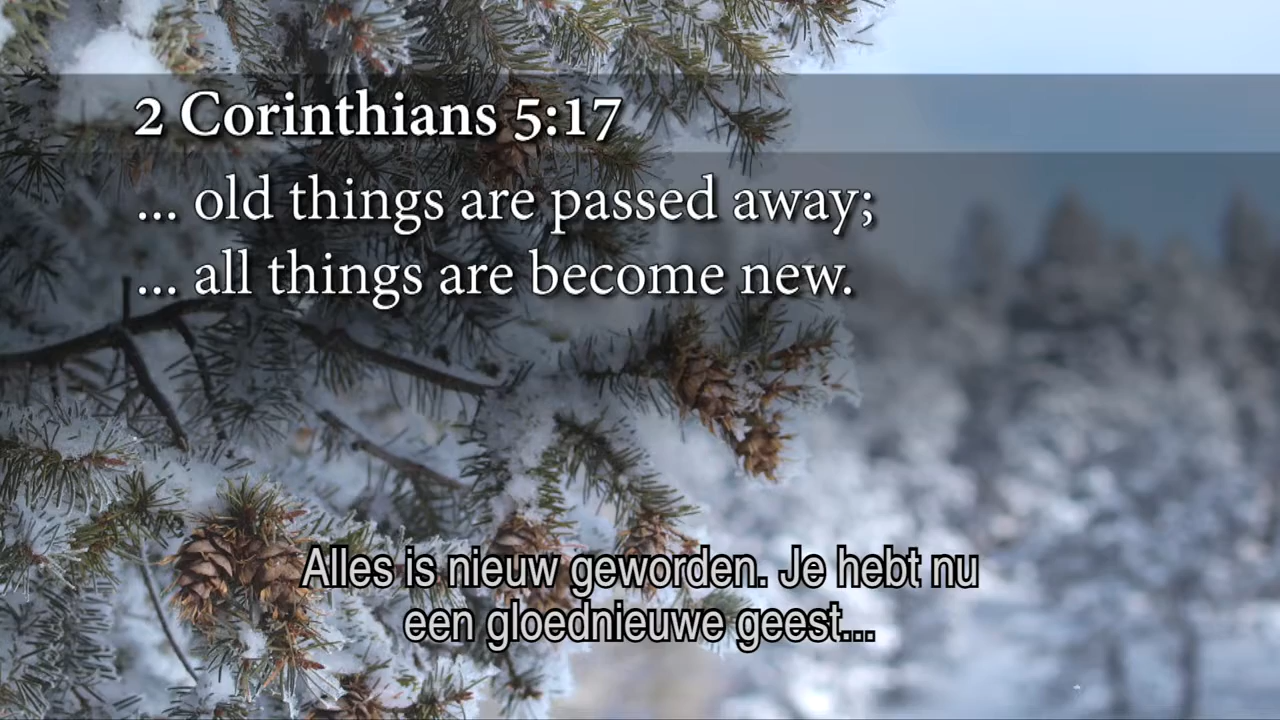 2 Corinthians 5:17
... old things are passed away;
... all things are become new.
Alles is nieuw geworden. Je hebt nu
een gloednieuwe geest...